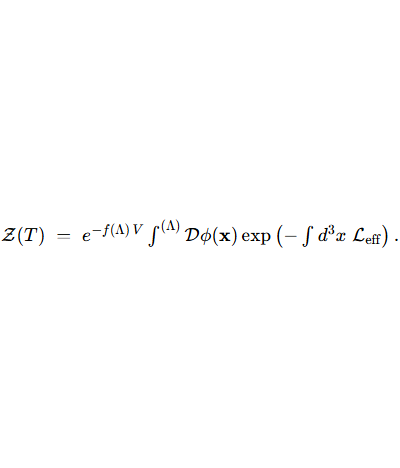 𝒵(T) = e^{−f(Λ) V} ∫^{(Λ)} 𝒟ϕ(𝐱) exp (− ∫ d³x ℒ_eff) .